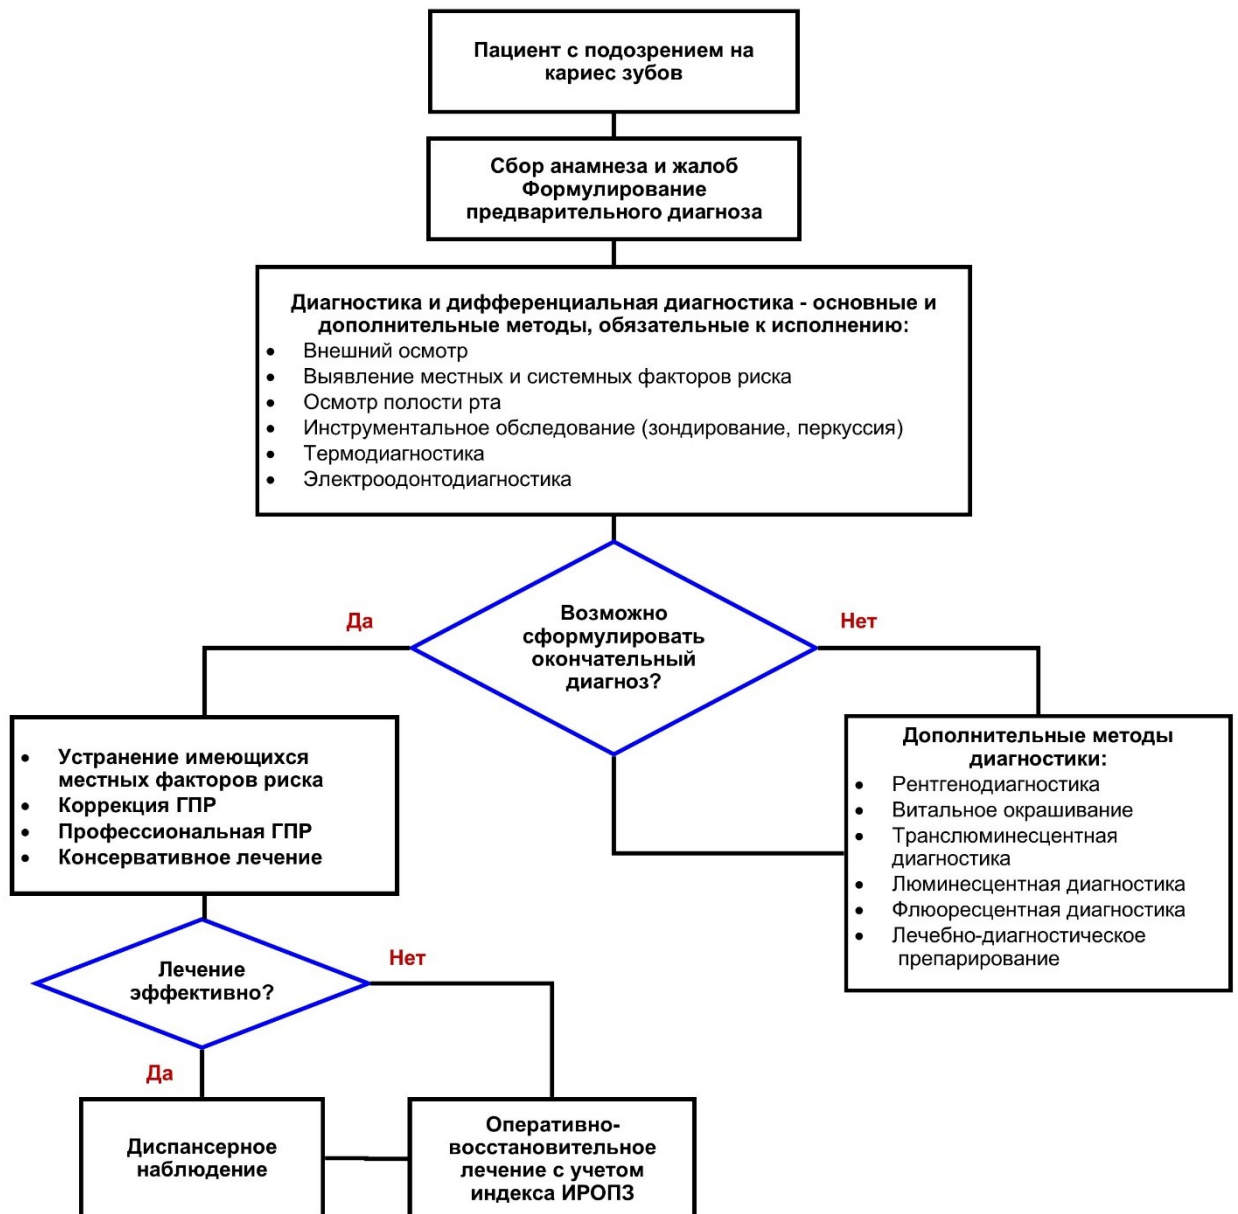 Пациент с подозрением на
кариес зубов
Сбор анамнеза и жалоб
Формулирование
предварительного диагноза
Диагностика и дифференциальная диагностика - основные и
дополнительные методы, обязательные к исполнению:
• Внешний осмотр
• Выявление местных и системных факторов риска
• Осмотр полости рта
• Инструментальное обследование (зондирование, перкуссия)
• Термодиагностика
• Электроодонтодиагностика
Возможно
сформулировать
окончательный
диагноз?
Да
Нет
• Устранение имеющихся
местных факторов риска
• Коррекция ГПР
• Профессиональная ГПР
• Консервативное лечение
Дополнительные методы
диагностики:
• Рентгенодиагностика
• Витальное окрашивание
• Транслюминесцентная
диагностика
• Люминесцентная диагностика
• Флюоресцентная диагностика
• Лечебно-диагностическое
препарирование
Лечение
эффективно?
Нет
Да
Диспансерное
наблюдение
Оперативно-
восстановительное
лечение с учетом
индекса ИРОПЗ